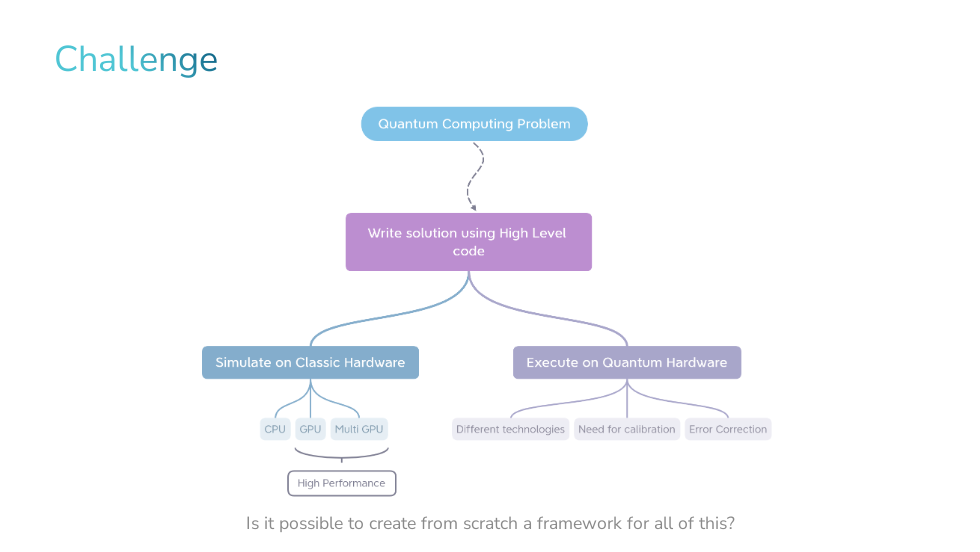 Challenge
Quantum Computing Problem
Write solution using High Level
code
Simulate on Classic Hardware
Execute on Quantum Hardware
CPU
GPU
Multi GPU
Different technologies
Need for calibration
Error Correction
High Performance
Is it possible to create from scratch a framework for all of this?